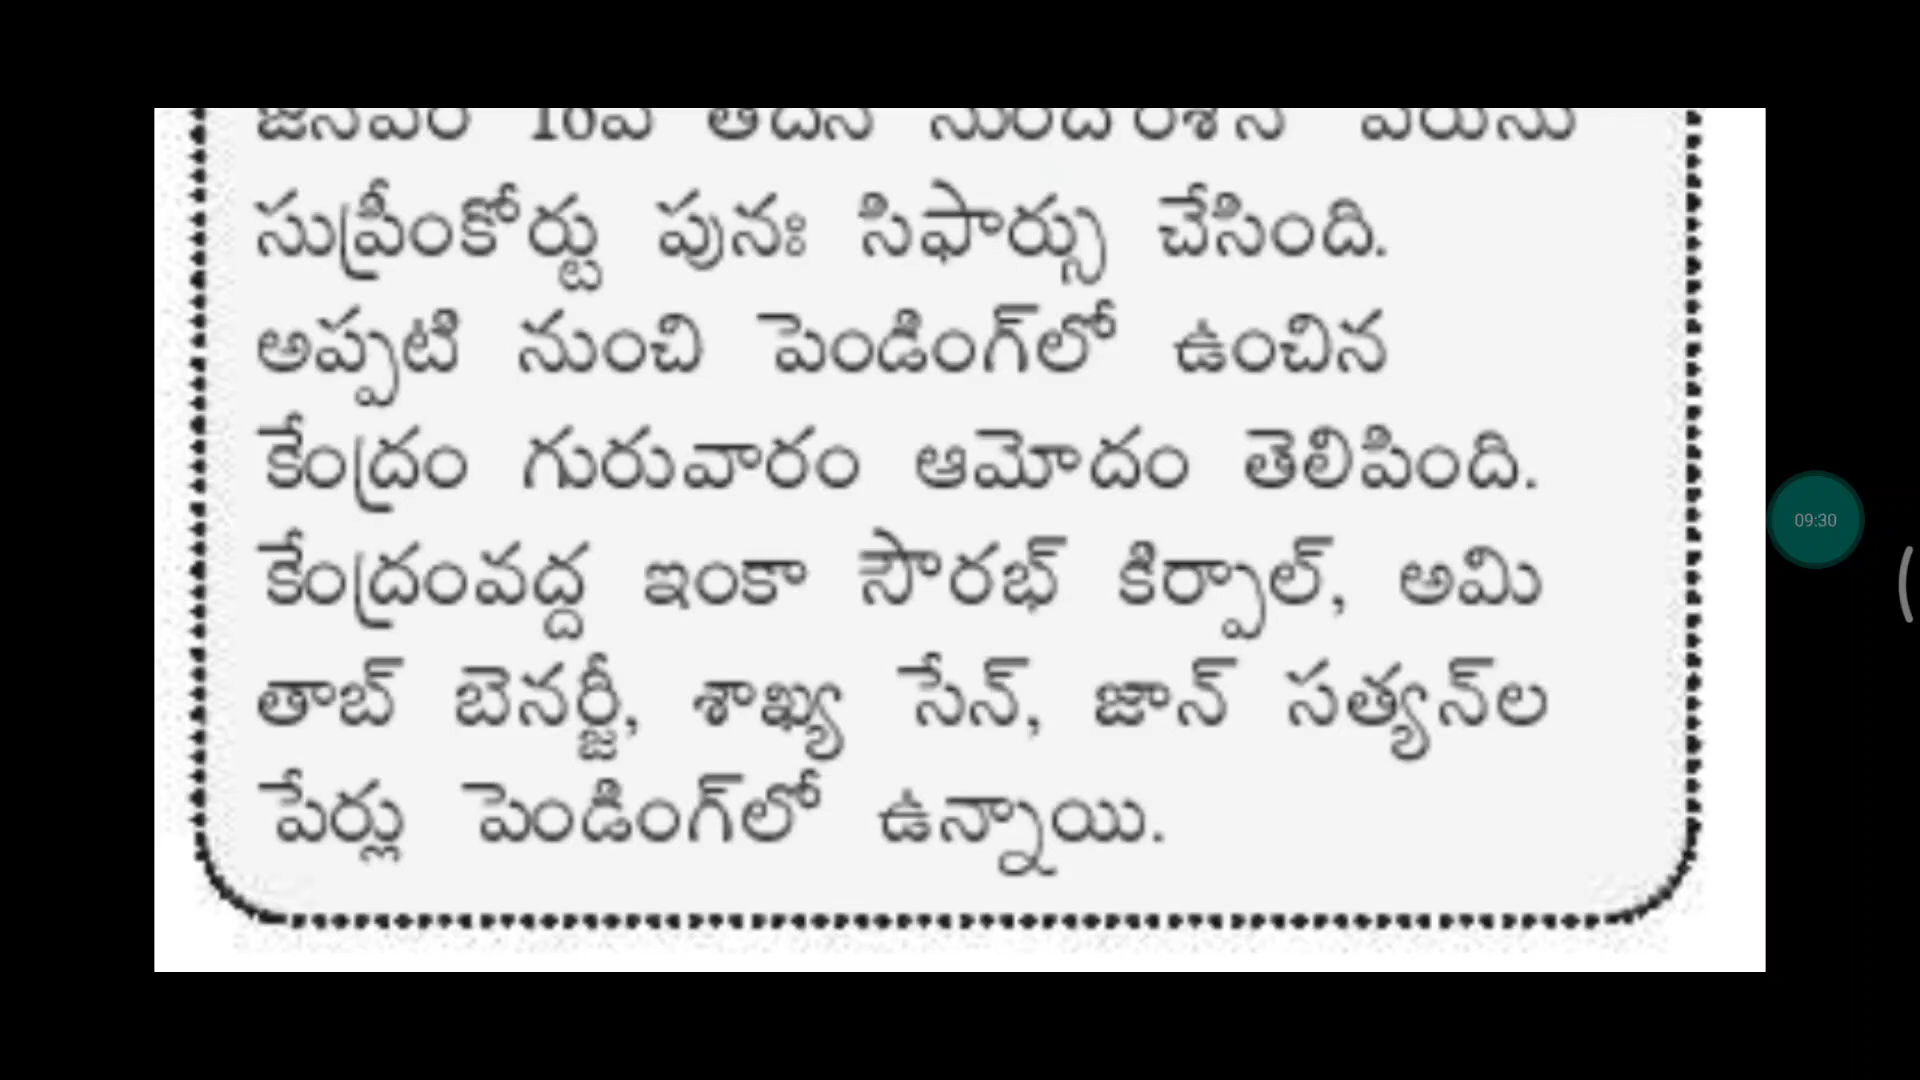 సుప్రీంకోర్టు పునః సిఫార్సు చేసింది.
అప్పటి నుంచి పెండింగ్‌లో ఉంచిన
కేంద్రం గురువారం ఆమోదం తెలిపింది.
కేంద్రంవద్ద ఇంకా సౌరభ్ కిర్పాల్, అమి
తాబ్ బెనర్జీ, శాఖ్య సేన్, జాన్ సత్యన్‌ల
పేర్లు పెండింగ్‌లో ఉన్నాయి.
09:30